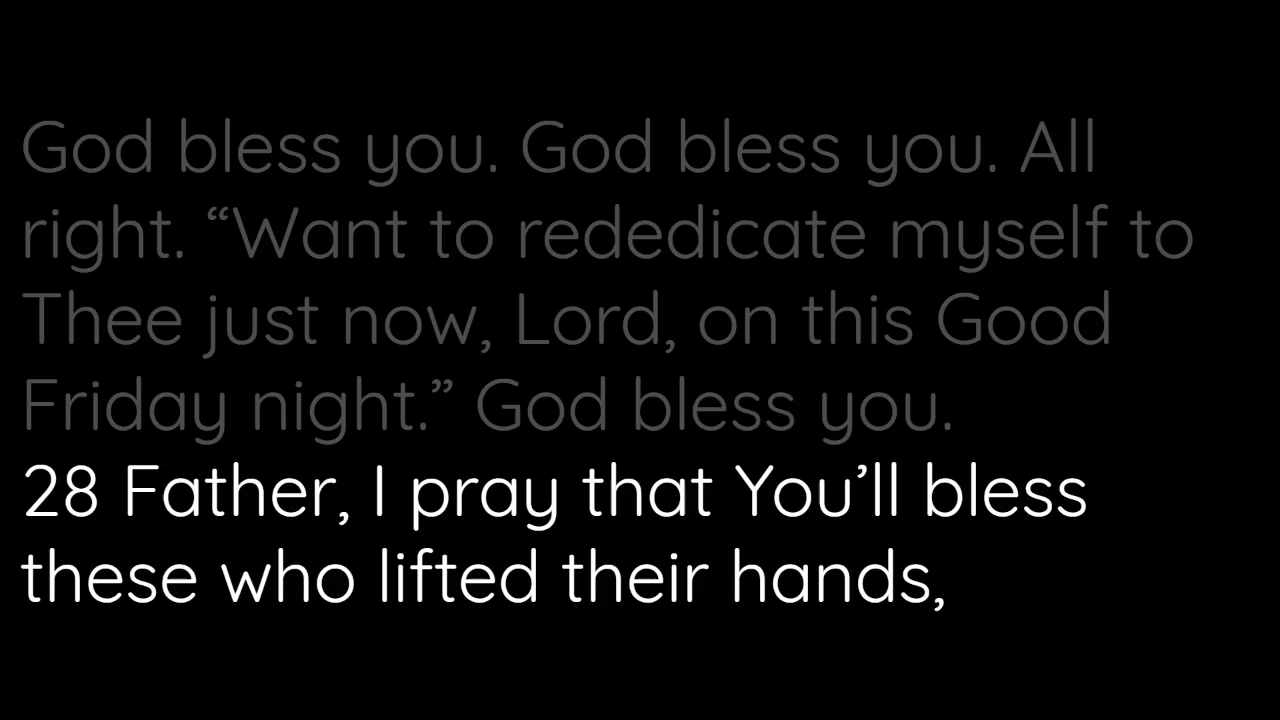 God bless you. God bless you. All
right. “Want to rededicate myself to
Thee just now, Lord, on this Good
Friday night.” God bless you.
28 Father, I pray that You’ll bless
these who lifted their hands,